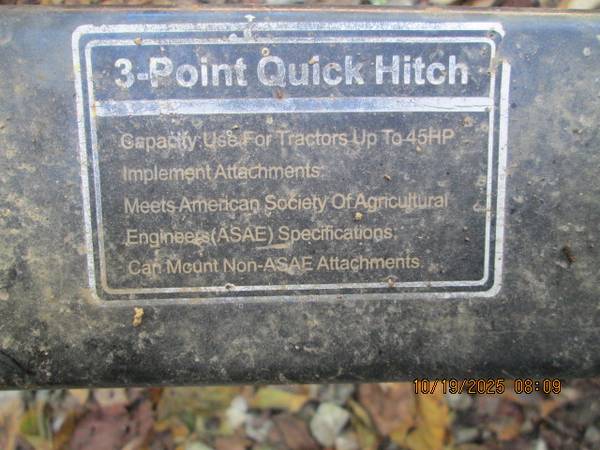 3-Point Quick Hitch
Capacity:Use For Tractors Up To 45HP
Implement Attachments:
Meets American Society Of Agricultural
Engineers(ASAE) Specifications;
Can Mount Non-ASAE Attachments.
10/19/2025 08:09